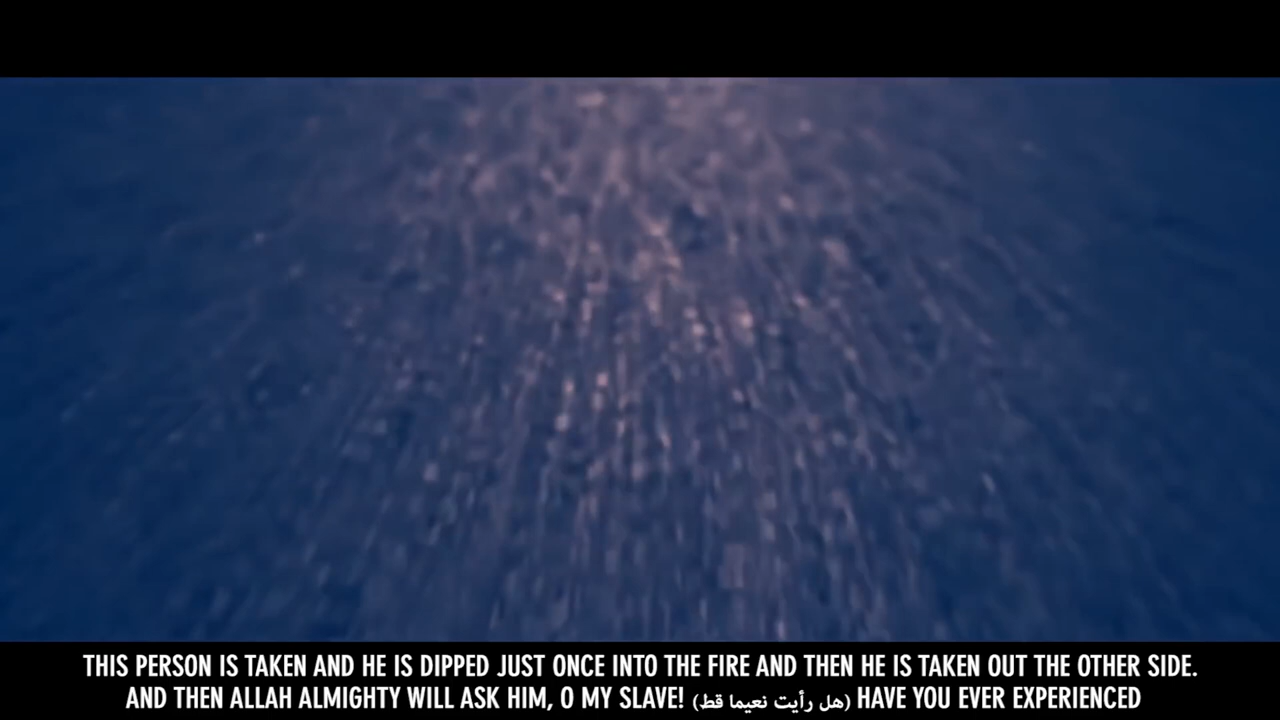 THIS PERSON IS TAKEN AND HE IS DIPPED JUST ONCE INTO THE FIRE AND THEN HE IS TAKEN OUT THE OTHER SIDE.
AND THEN ALLAH ALMIGHTY WILL ASK HIM, O MY SLAVE! (هل رأيت نعيما قط) HAVE YOU EVER EXPERIENCED